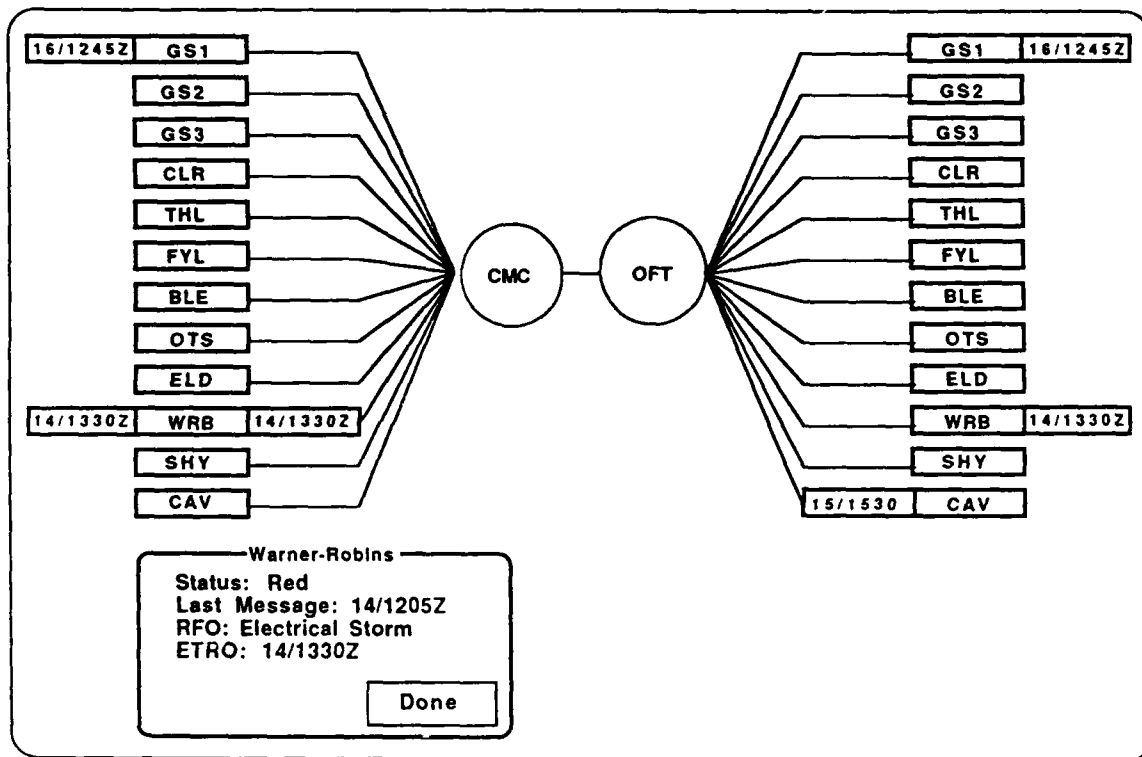 16/1245Z GS1
GS1 16/1245Z
GS2
GS2
GS3
GS3
CLR
CLR
THL
THL
FYL
FYL
CMC
OFT
BLE
BLE
OTS
OTS
ELD
ELD
14/1330Z WRB 14/1330Z
WRB 14/1330Z
SHY
SHY
CAV
15/1530 CAV
Warner-Robins
Status: Red
Last Message: 14/1205Z
RFO: Electrical Storm
ETRO: 14/1330Z
Done